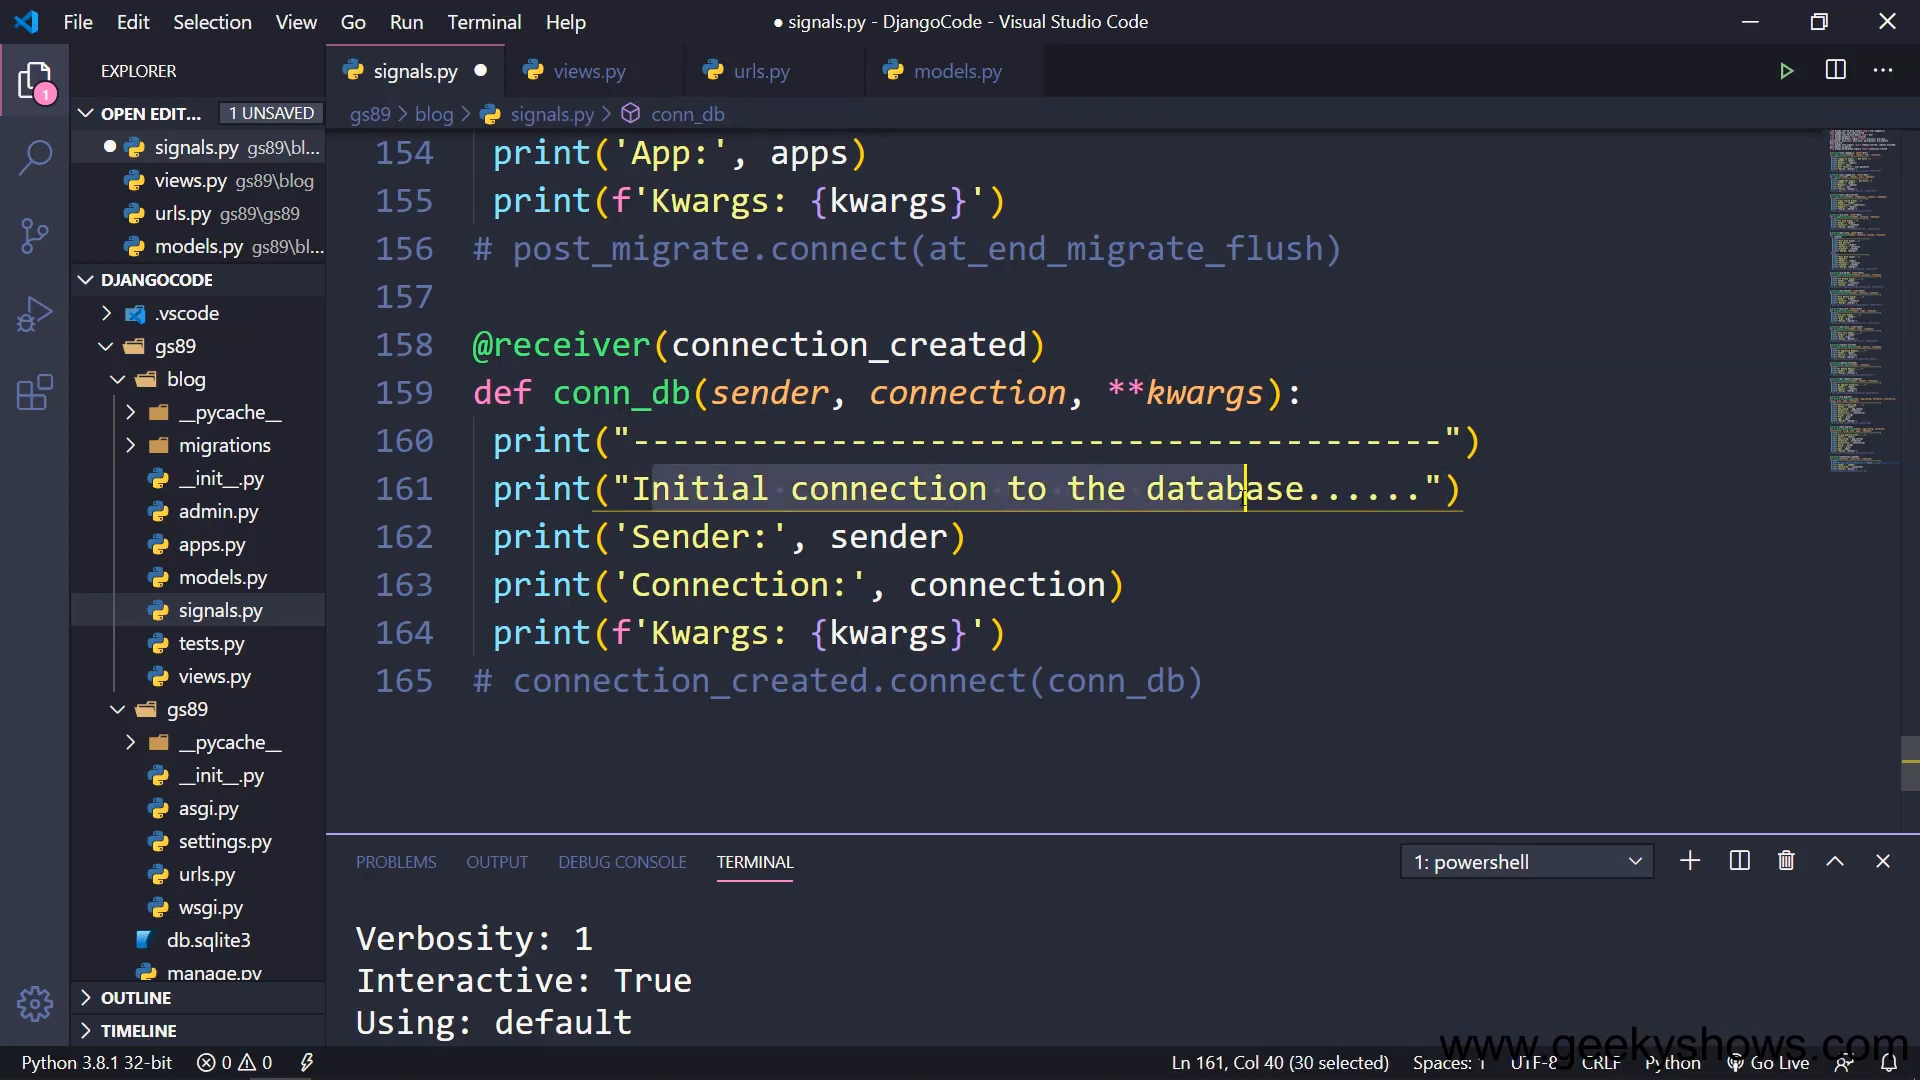 File Edit Selection View Go Run Terminal Help
● signals.py - DjangoCode - Visual Studio Code
EXPLORER
signals.py
views.py
urls.py
models.py
OPEN EDIT... 1 UNSAVED
gs89 > blog > signals.py > conn_db
signals.py gs89\bl...
views.py gs89\blog
urls.py gs89\gs89
models.py gs89\bl...
DJANGOCODE
.vscode
gs89
blog
__pycache__
migrations
__init__.py
admin.py
apps.py
models.py
signals.py
tests.py
views.py
gs89
__pycache__
__init__.py
asgi.py
settings.py
urls.py
wsgi.py
db.sqlite3
manage.py
OUTLINE
TIMELINE
1
154 print('App:', apps)
155 print(f'Kwargs: {kwargs}')
156 # post_migrate.connect(at_end_migrate_flush)
157
158 @receiver(connection_created)
159 def conn_db(sender, connection, **kwargs):
160 print("-----------------------------------------")
161 print("Initial connection to the database......")
162 print('Sender:', sender)
163 print('Connection:', connection)
164 print(f'Kwargs: {kwargs}')
165 # connection_created.connect(conn_db)
PROBLEMS OUTPUT DEBUG CONSOLE TERMINAL
1: powershell
Verbosity: 1
Interactive: True
Using: default
www.geekyshows.com
Python 3.8.1 32-bit 0 0
Ln 161, Col 40 (30 selected) Spaces: 1 UTF-8 CRLF Python Go Live